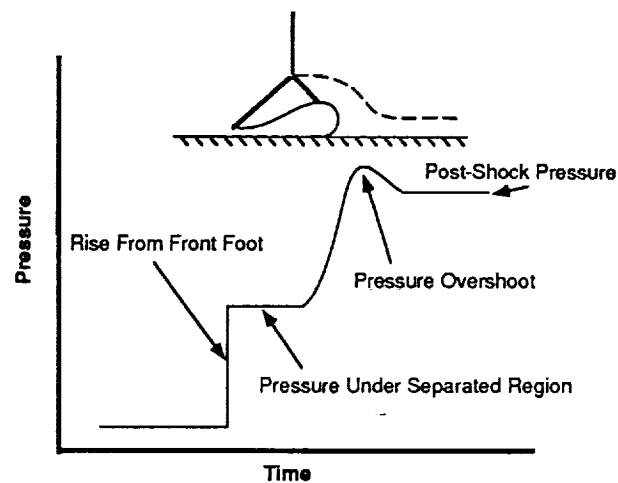 Post-Shock Pressure
Rise From Front Foot
Pressure Overshoot
Pressure Under Separated Region
Pressure
Time